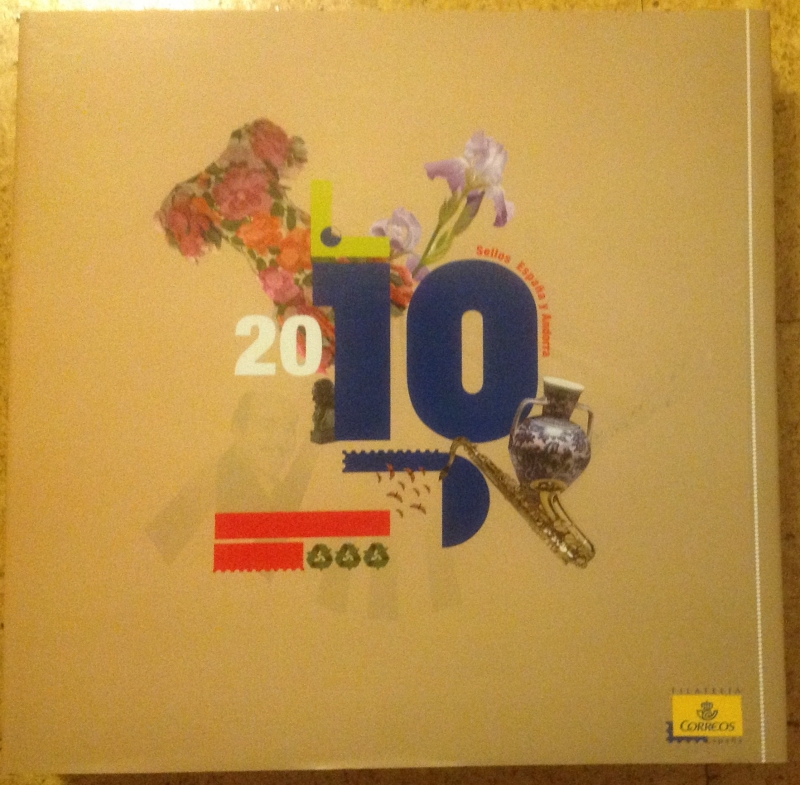 Sellos España y Andorra
2010
FILATELIA
CORREOS
España